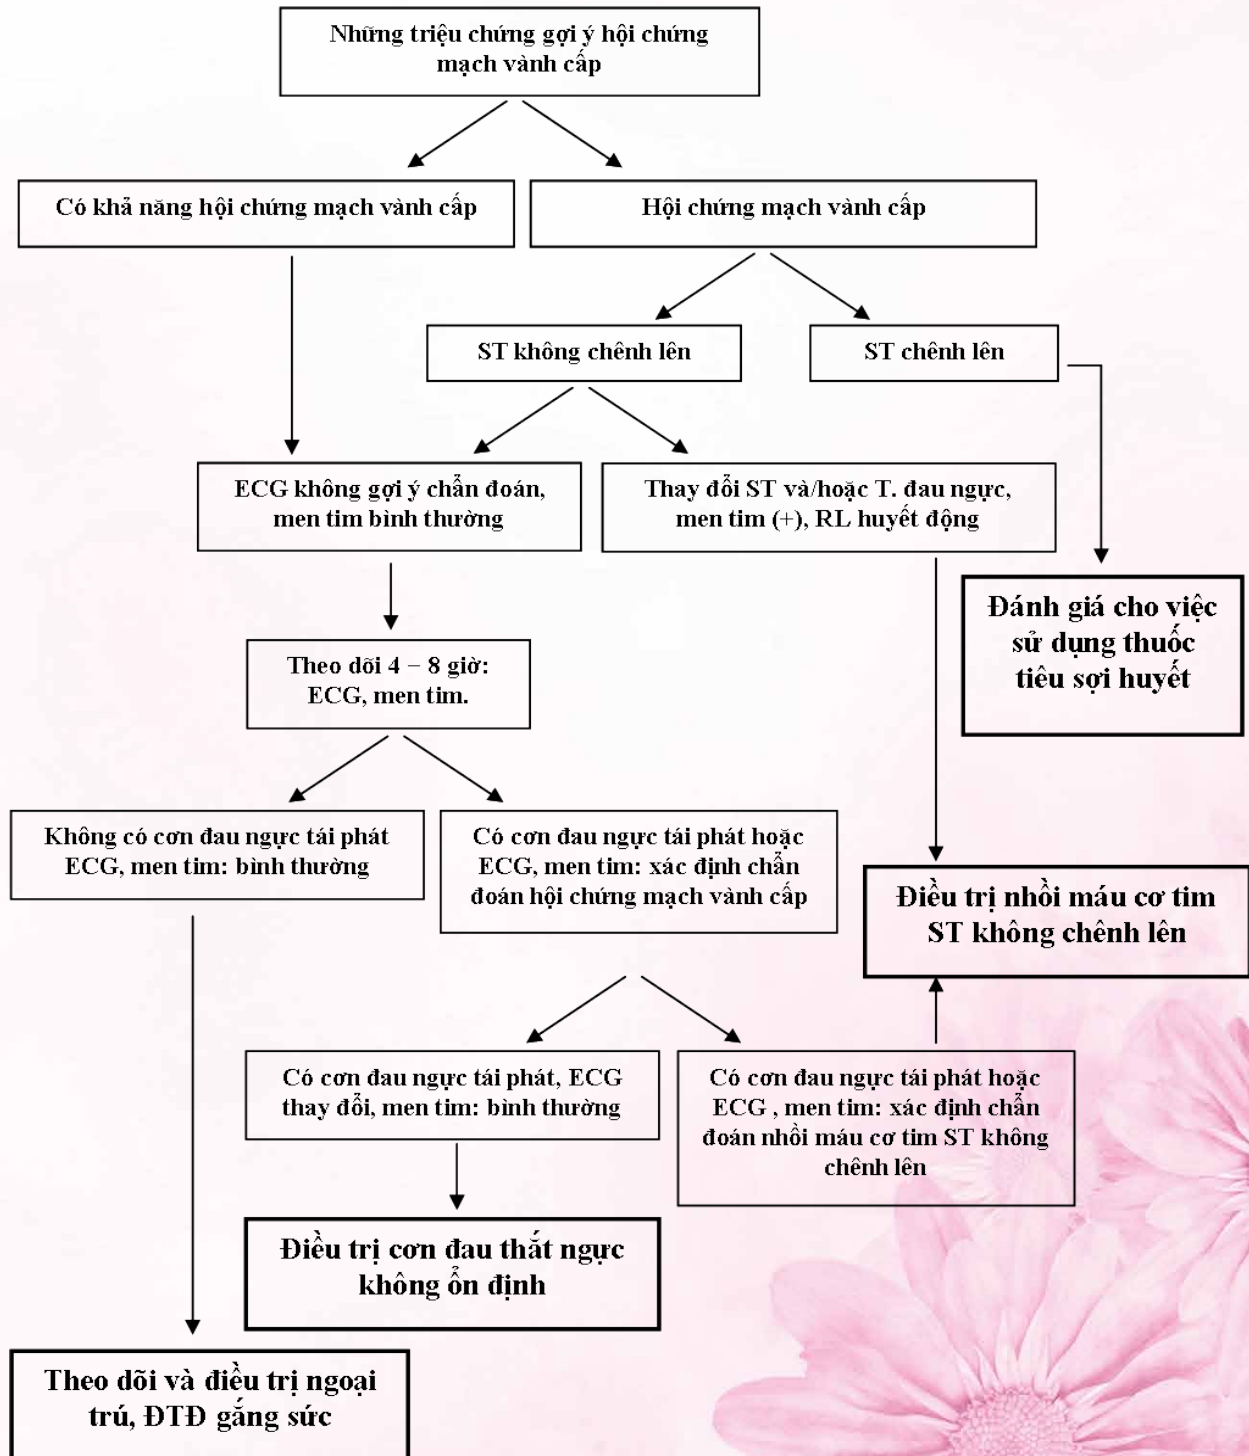 Những triệu chứng gợi ý hội chứng
mạch vành cấp
Có khả năng hội chứng mạch vành cấp
Hội chứng mạch vành cấp
ST không chênh lên
ST chênh lên
ECG không gợi ý chẩn đoán,
men tim bình thường
Thay đổi ST và/hoặc T. đau ngực,
men tim (+), RL huyết động
Đánh giá cho việc
sử dụng thuốc
tiêu sợi huyết
Theo dõi 4 – 8 giờ:
ECG, men tim.
Không có cơn đau ngực tái phát
ECG, men tim: bình thường
Có cơn đau ngực tái phát hoặc
ECG, men tim: xác định chẩn
đoán hội chứng mạch vành cấp
Điều trị nhồi máu cơ tim
ST không chênh lên
Có cơn đau ngực tái phát, ECG
thay đổi, men tim: bình thường
Có cơn đau ngực tái phát hoặc
ECG , men tim: xác định chẩn
đoán nhồi máu cơ tim ST không
chênh lên
Điều trị cơn đau thắt ngực
không ổn định
Theo dõi và điều trị ngoại
trú, ĐTĐ gắng sức